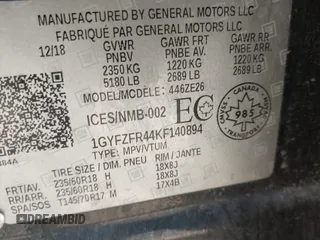 MANUFACTURED BY GENERAL MOTORS LLC
FABRIQUÉ PAR GENERAL MOTORS LLC
12/18 GVWR GAWR FRT GAWR RR
PNBV PNBE AV. PNBE ARR.
2350 KG 1220 KG 1220 KG
5180 LB 2689 LB 2689 LB
MODEL/MODÈLE: 446ZE26
ICES/NMB-002 EC
CANADA
985
1GYFZFR44KF140894
TYPE: MPV/VTUM
TIRE SIZE / DIM. PNEU RIM / JANTE
FRT/AV. 235/60R18 H 18X8J
RR/ARR. 235/60R18 H 18X8J
SPA/SOS T145/70R17 M 17X4B
DREAMBID